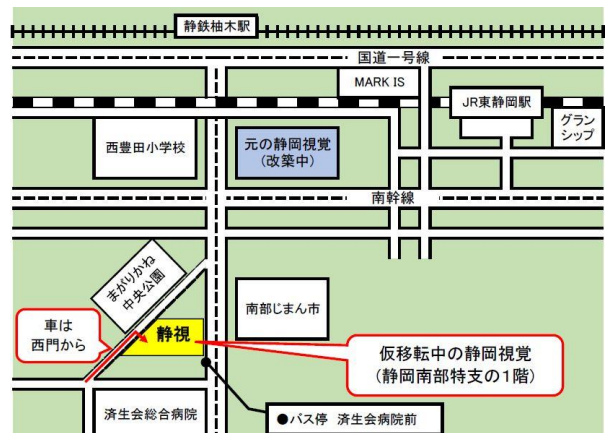 静鉄柚木駅
国道一号線
MARK IS
JR東静岡駅
グラン
シップ
西豊田小学校
元の静岡視覚
(改築中)
南幹線
まがりかね
中央公園
南部じまん市
車は
西門から
静視
仮移転中の静岡視覚
(静岡南部特支の1階)
済生会総合病院
●バス停 済生会病院前